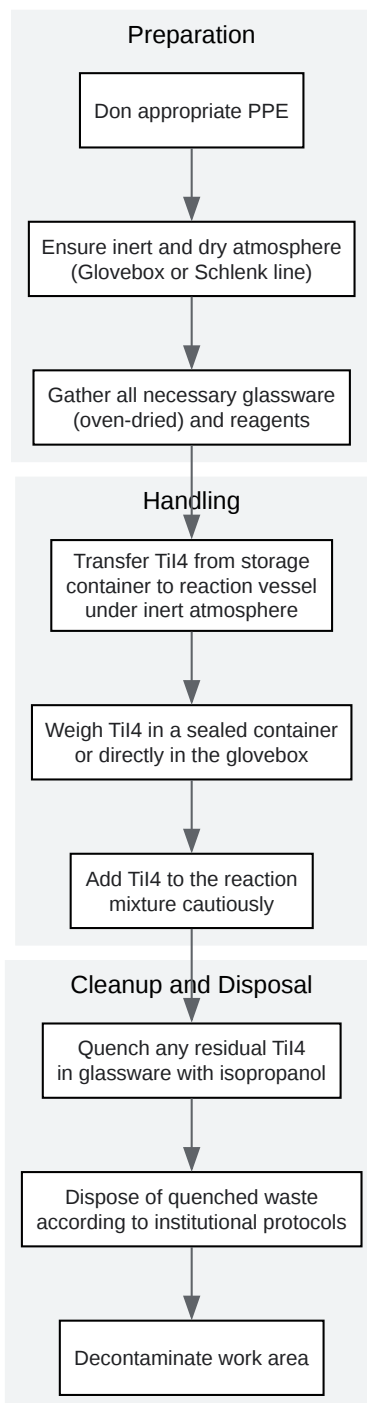 Preparation
Don appropriate PPE
Ensure inert and dry atmosphere
(Glovebox or Schlenk line)
Gather all necessary glassware
(oven-dried) and reagents
Handling
Transfer TiI4 from storage
container to reaction vessel
under inert atmosphere
Weigh TiI4 in a sealed container
or directly in the glovebox
Add TiI4 to the reaction
mixture cautiously
Cleanup and Disposal
Quench any residual TiI4
in glassware with isopropanol
Dispose of quenched waste
according to institutional protocols
Decontaminate work area